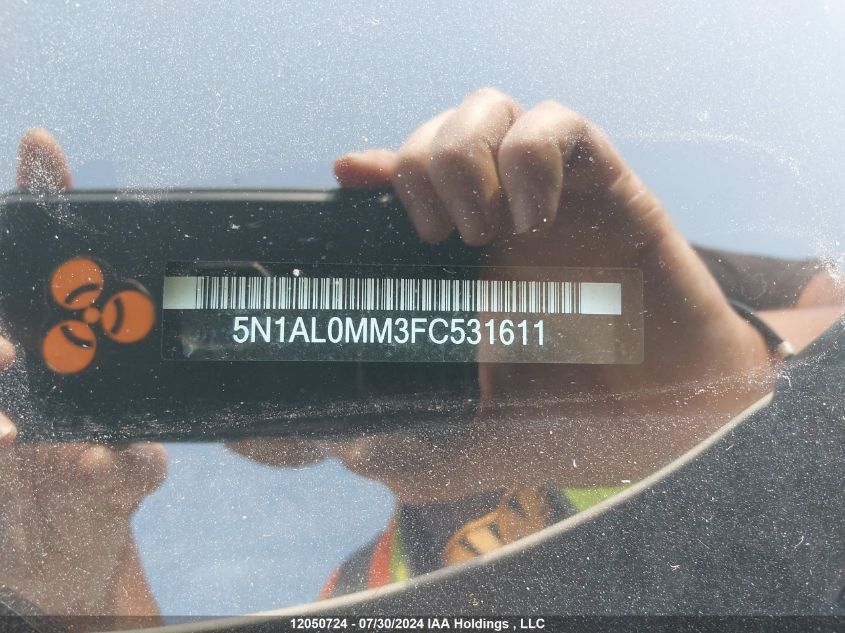 5N1AL0MM3FC531611
12050724 - 07/30/2024 IAA Holdings , LLC